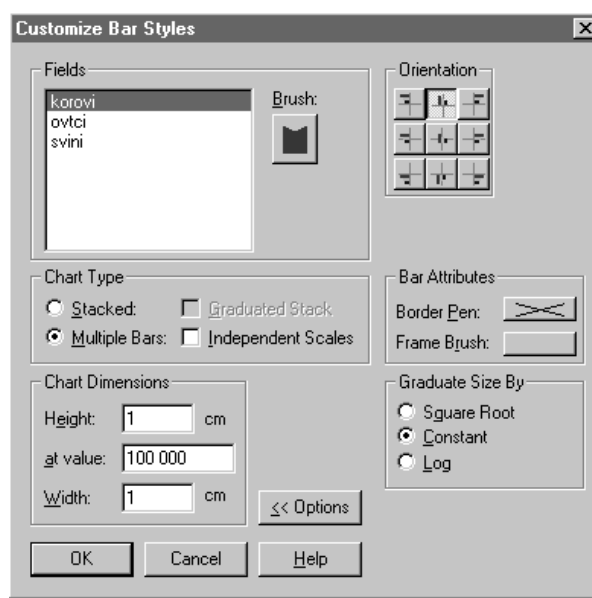 Customize Bar Styles
Fields
korovi
ovtci
svini
Brush:
Orientation
Chart Type
Stacked:
Graduated Stack
Multiple Bars:
Independent Scales
Bar Attributes
Border Pen:
Frame Brush:
Chart Dimensions
Height: 1 cm
at value: 100 000
Width: 1 cm
<< Options
Graduate Size By
Sguare Root
Constant
Log
OK
Cancel
Help